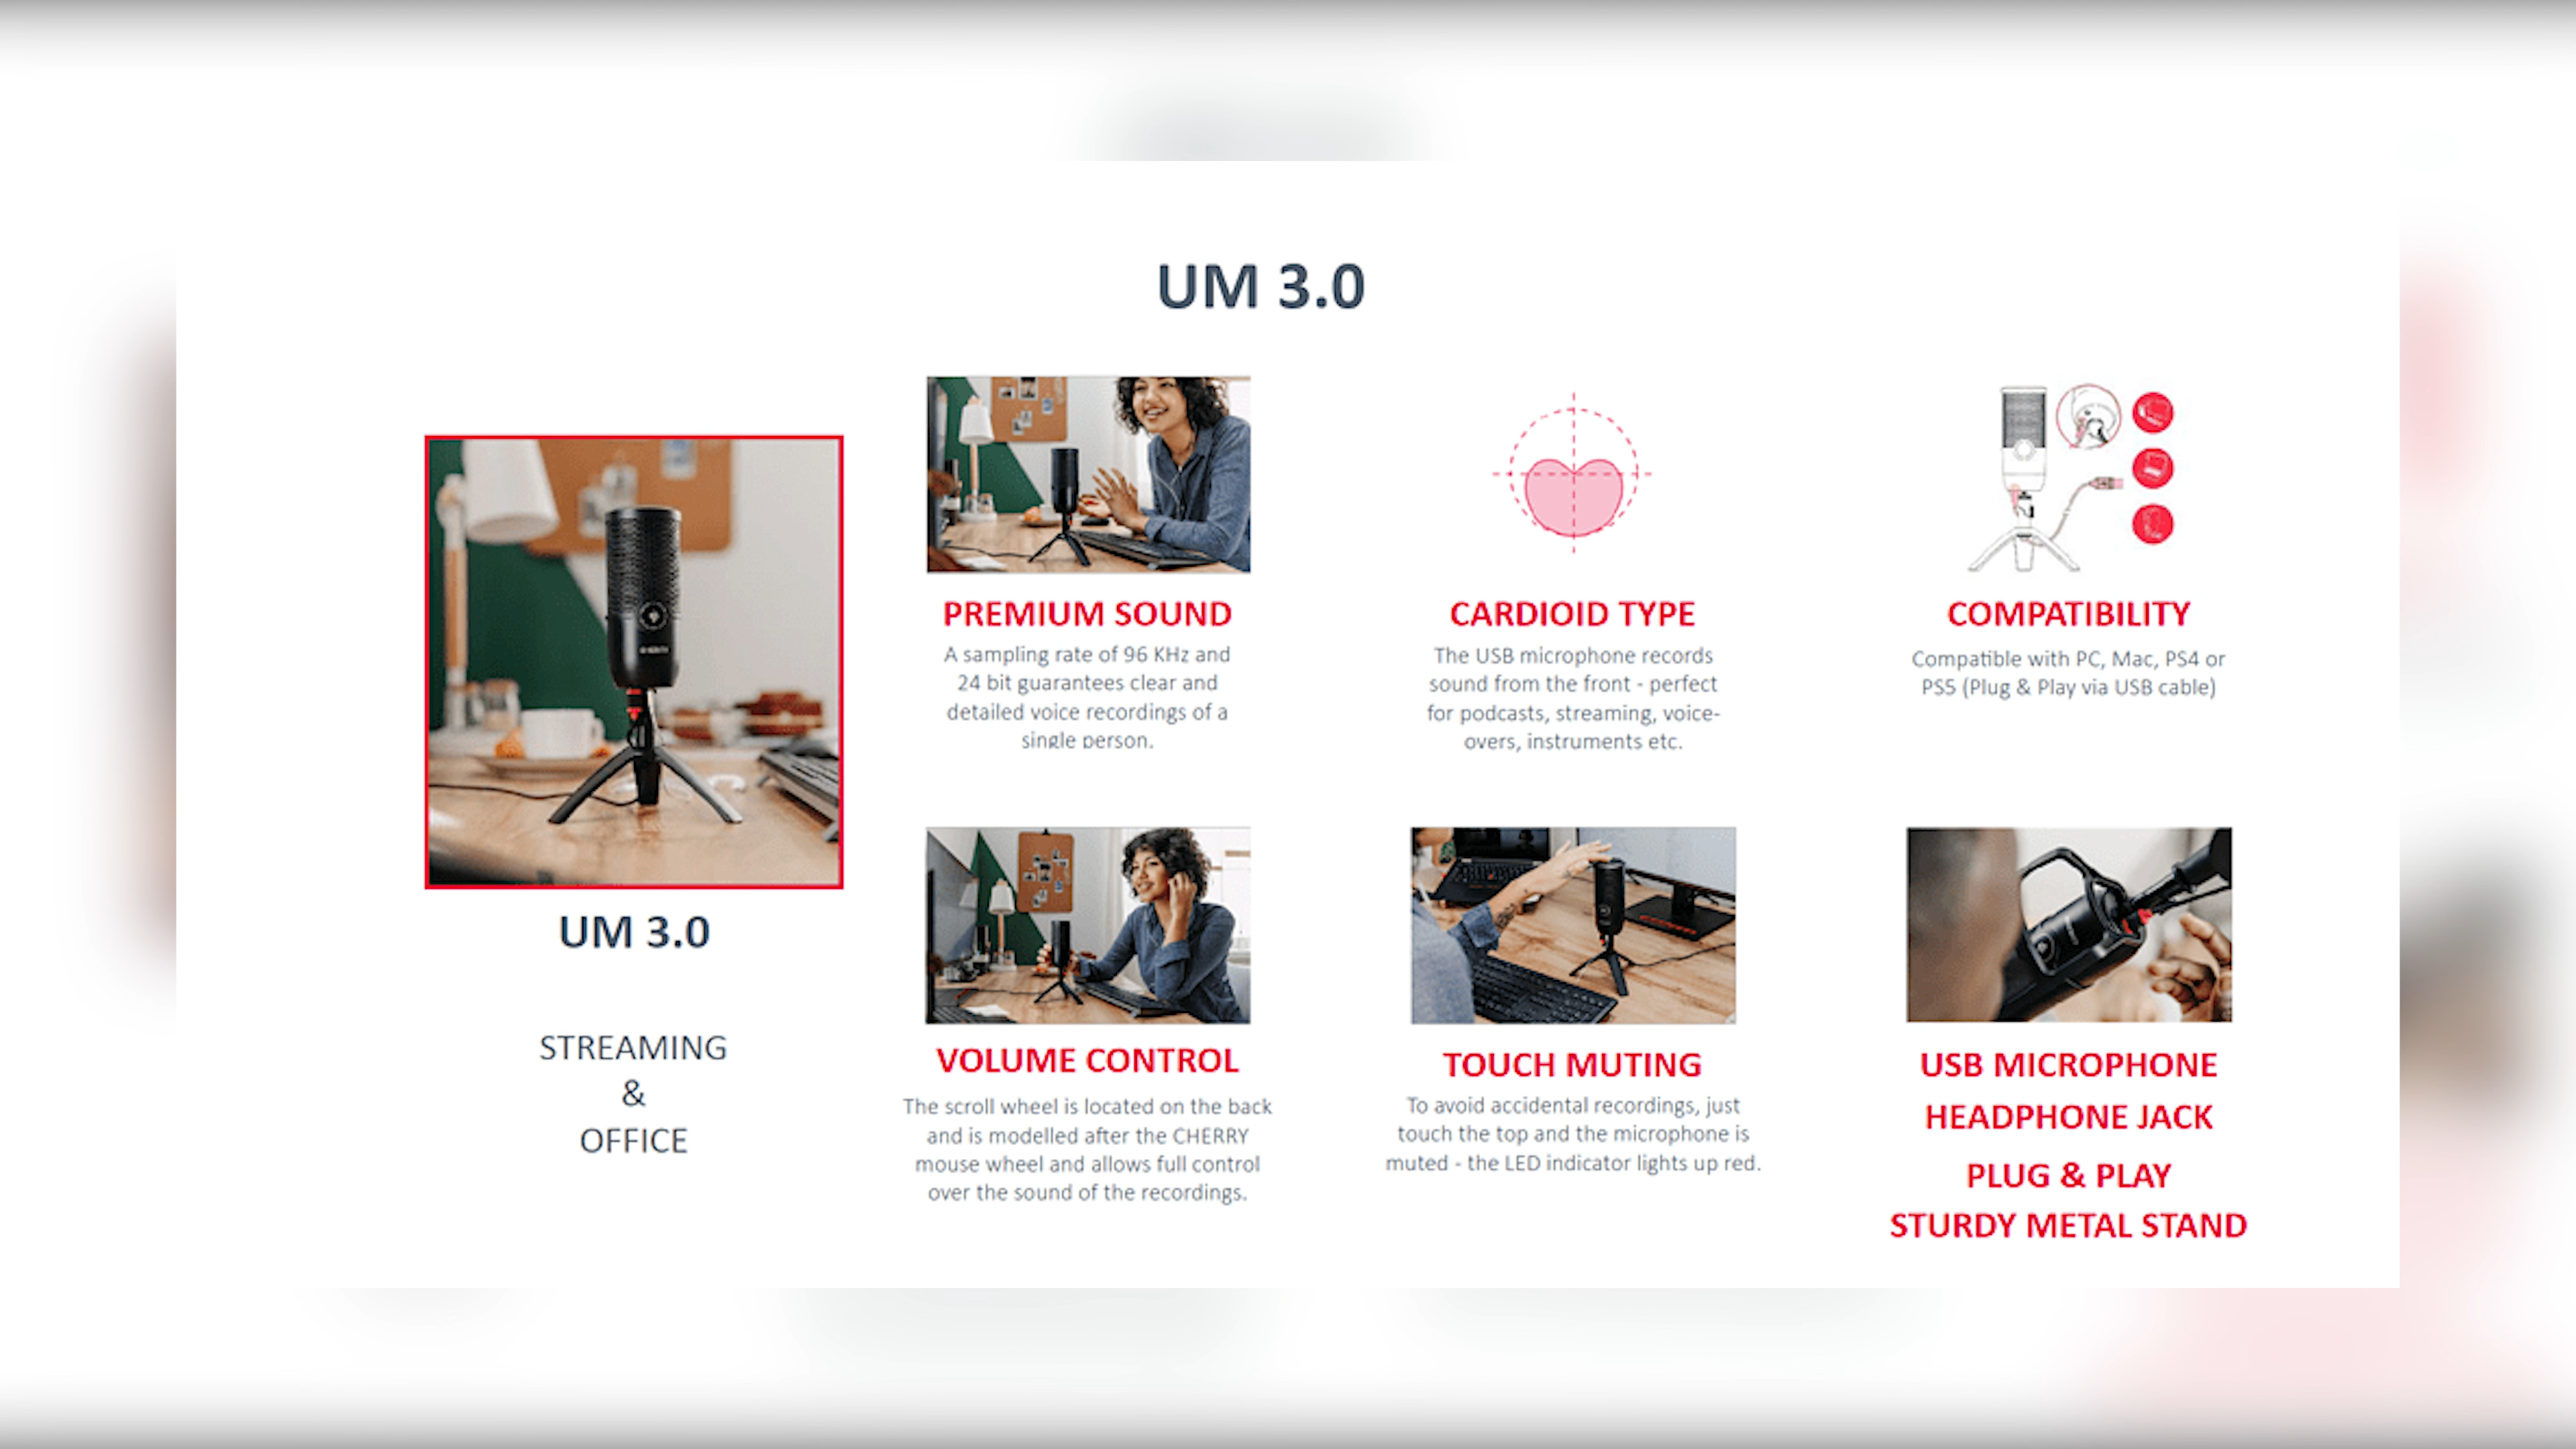 UM 3.0
UM 3.0
STREAMING
&
OFFICE
PREMIUM SOUND
A sampling rate of 96 KHz and
24 bit guarantees clear and
detailed voice recordings of a
single person.
CARDIOID TYPE
The USB microphone records
sound from the front - perfect
for podcasts, streaming, voice-
overs, instruments etc.
COMPATIBILITY
Compatible with PC, Mac, PS4 or
PS5 (Plug & Play via USB cable)
VOLUME CONTROL
The scroll wheel is located on the back
and is modelled after the CHERRY
mouse wheel and allows full control
over the sound of the recordings.
TOUCH MUTING
To avoid accidental recordings, just
touch the top and the microphone is
muted - the LED indicator lights up red.
USB MICROPHONE
HEADPHONE JACK
PLUG & PLAY
STURDY METAL STAND